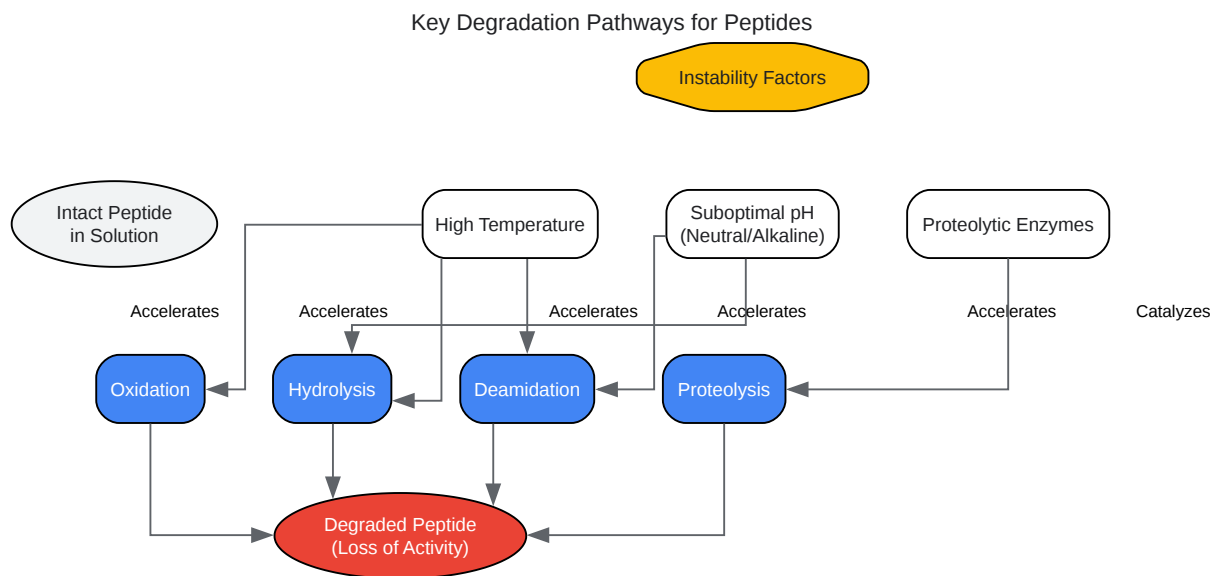 Key Degradation Pathways for Peptides
Instability Factors
Intact Peptide
in Solution
High Temperature
Suboptimal pH
(Neutral/Alkaline)
Proteolytic Enzymes
Accelerates
Accelerates
Accelerates
Accelerates
Accelerates
Catalyzes
Oxidation
Hydrolysis
Deamidation
Proteolysis
Degraded Peptide
(Loss of Activity)